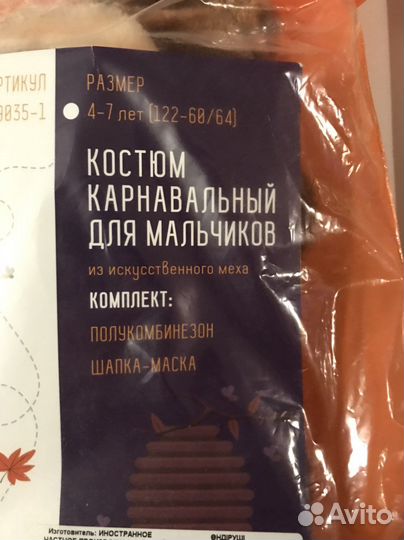 РТИКУЛ
9035-1
РАЗМЕР
4-7 лет (122-60/64)
КОСТЮМ
КАРНАВАЛЬНЫЙ
ДЛЯ МАЛЬЧИКОВ
из искусственного меха
КОМПЛЕКТ:
ПОЛУКОМБИНЕЗОН
ШАПКА-МАСКА
Изготовитель: ИНОСТРАННОЕ
ӨНДІРУШІ
Avito